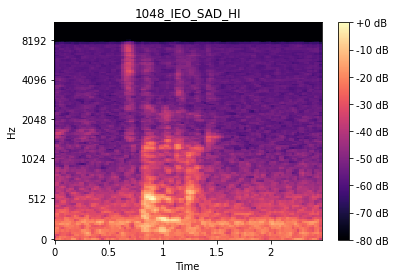 1048_IEO_SAD_HI
+0 dB
8192
-10 dB
4096
-20 dB
-30 dB
2048
Hz
-40 dB
1024
-50 dB
512
-60 dB
-70 dB
0
-80 dB
0 0.5 1 1.5 2
Time